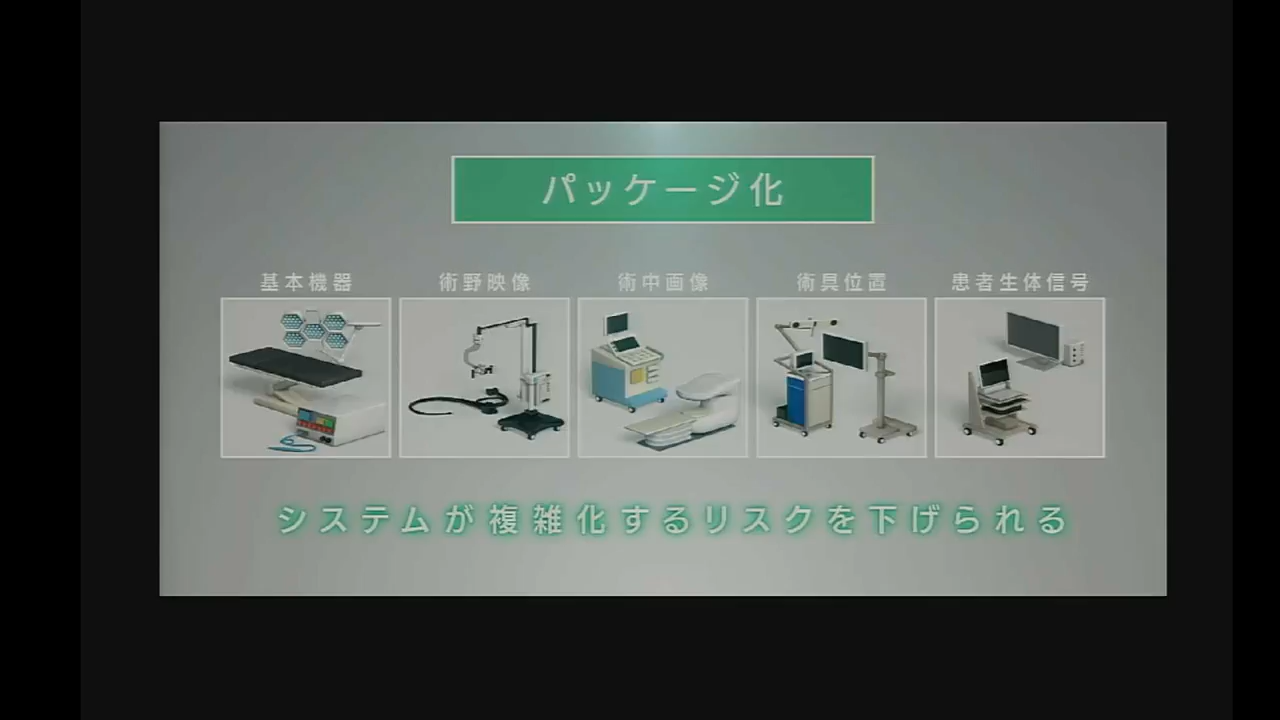 パッケージ化
基本機器 術野映像 術中画像 術具位置 患者生体信号
システムが複雑化するリスクを下げられる